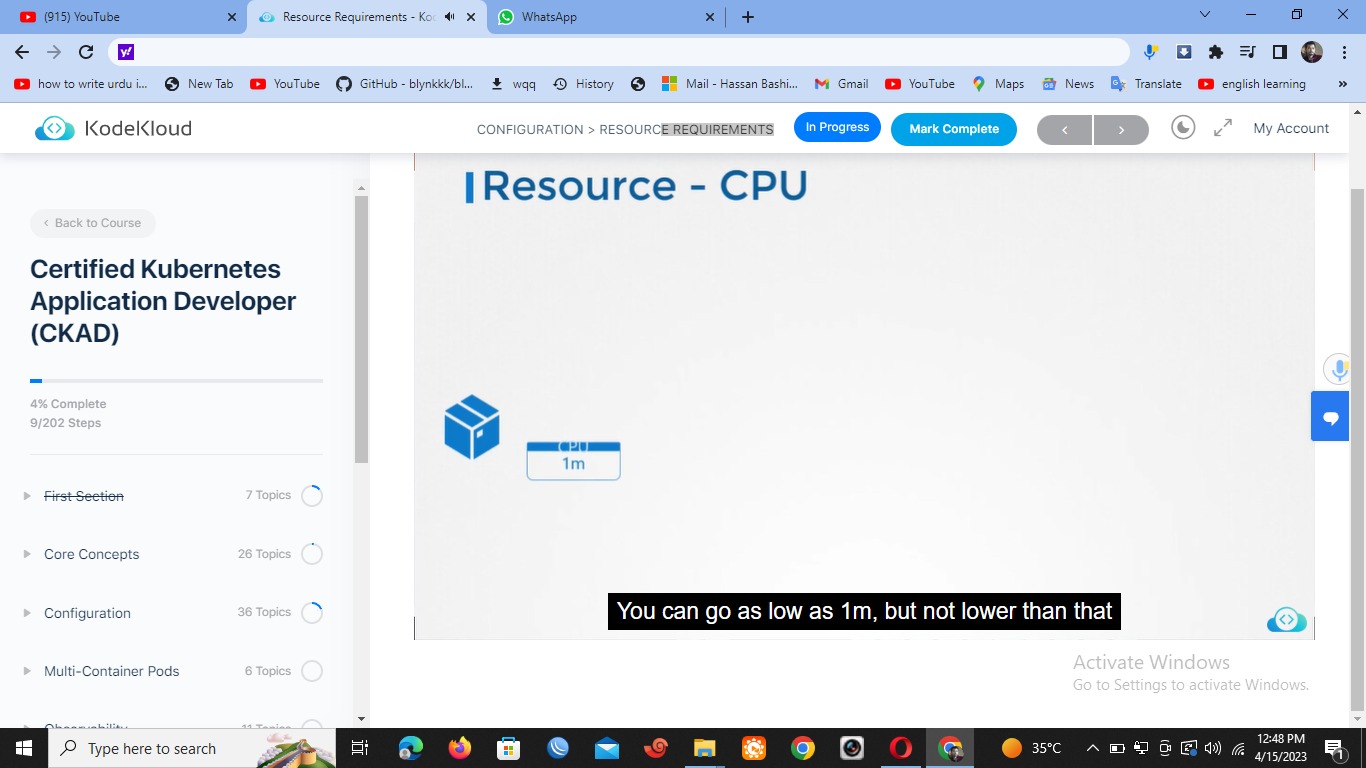 (915) YouTube
Resource Requirements - Ko
WhatsApp
how to write urdu i...
New Tab
YouTube
GitHub - blynkkk/bl...
wqq
History
Mail - Hassan Bashi...
Gmail
YouTube
Maps
News
Translate
english learning
»
KodeKloud
CONFIGURATION > RESOURCE REQUIREMENTS
In Progress
Mark Complete
My Account
Back to Course
Certified Kubernetes
Application Developer
(CKAD)
4% Complete
9/202 Steps
First Section 7 Topics
Core Concepts 26 Topics
Configuration 36 Topics
Multi-Container Pods 6 Topics
Observability 11 Topics
Resource - CPU
CPU
1m
You can go as low as 1m, but not lower than that
Activate Windows
Go to Settings to activate Windows.
Type here to search
35°C
12:48 PM
4/15/2023
1